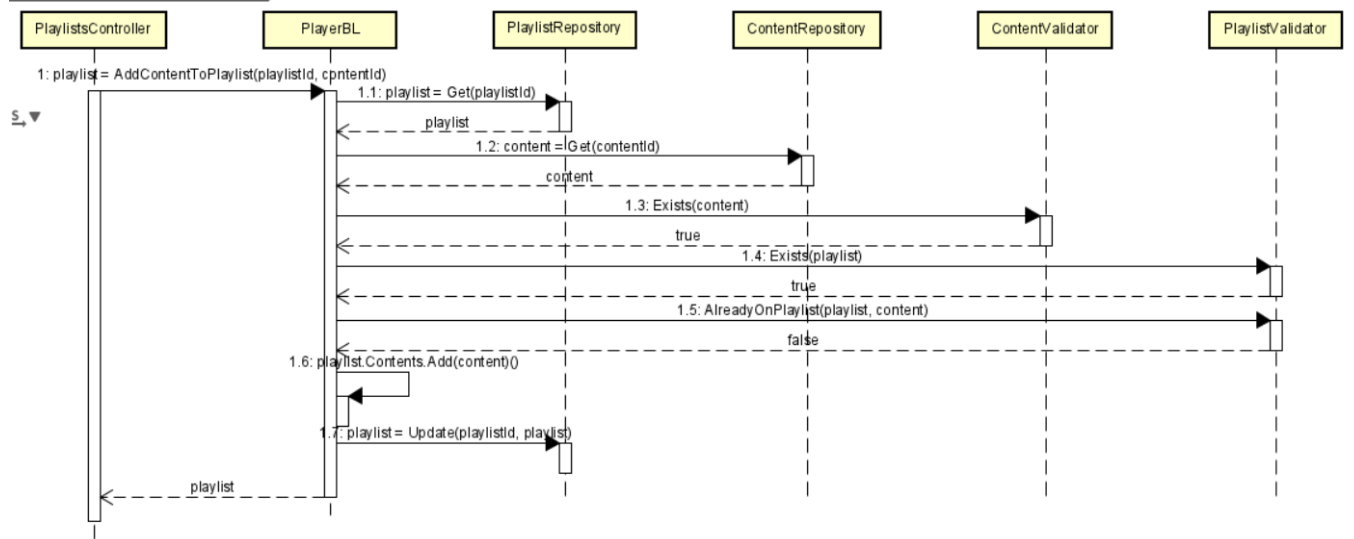 PlaylistsController PlayerBL PlaylistRepository ContentRepository ContentValidator PlaylistValidator
1: playlist = AddContentToPlaylist(playlistId, contentId)
1.1: playlist = Get(playlistId)
S
playlist
1.2: content = Get(contentId)
content
1.3: Exists(content)
true
1.4: Exists(playlist)
true
1.5: AlreadyOnPlaylist(playlist, content)
false
1.6: playlist.Contents.Add(content)()
1.7: playlist = Update(playlistId, playlist)
playlist